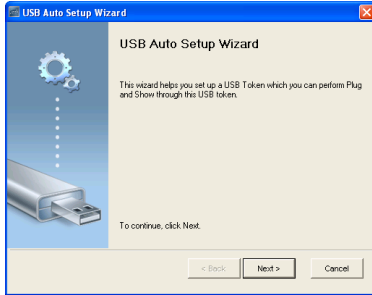 USB Auto Setup Wizard
USB Auto Setup Wizard
This wizard helps you set up a USB Token which you can perform Plug
and Show through this USB token.
To continue, click Next.
< Back
Next >
Cancel